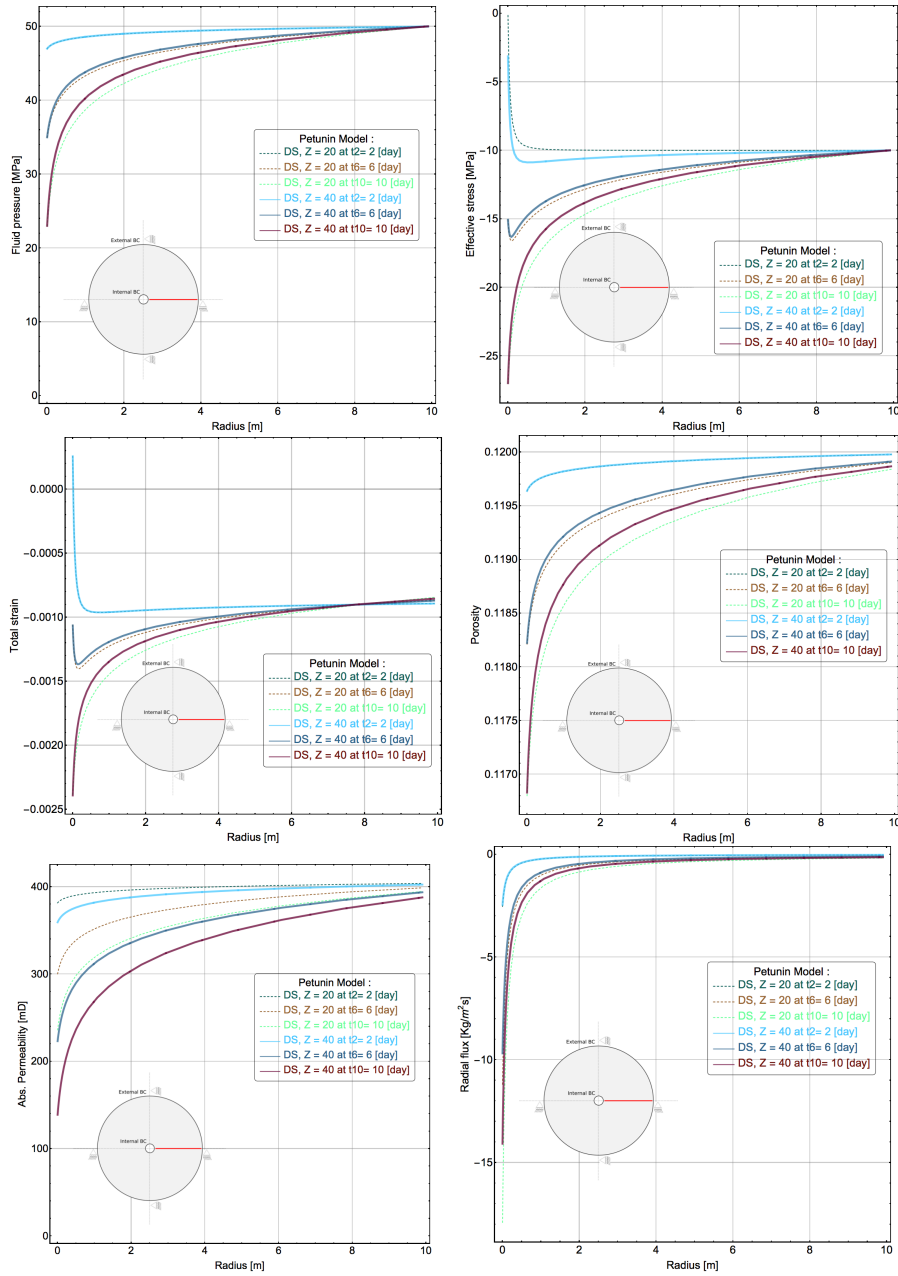 50
40
30
20
10
0
Fluid pressure [MPa]
Petunin Model :
DS, Z = 20 at t2= 2 [day]
DS, Z = 20 at t6= 6 [day]
DS, Z = 20 at t10= 10 [day]
DS, Z = 40 at t2= 2 [day]
DS, Z = 40 at t6= 6 [day]
DS, Z = 40 at t10= 10 [day]
External BC
Internal BC
0 2 4 6 8 10
Radius [m]
0
−5
−10
−15
−20
−25
Effective stress [MPa]
Petunin Model :
DS, Z = 20 at t2= 2 [day]
DS, Z = 20 at t6= 6 [day]
DS, Z = 20 at t10= 10 [day]
DS, Z = 40 at t2= 2 [day]
DS, Z = 40 at t6= 6 [day]
DS, Z = 40 at t10= 10 [day]
External BC
Internal BC
0 2 4 6 8 10
Radius [m]
0.0000
−0.0005
−0.0010
−0.0015
−0.0020
−0.0025
Total strain
Petunin Model :
DS, Z = 20 at t2= 2 [day]
DS, Z = 20 at t6= 6 [day]
DS, Z = 20 at t10= 10 [day]
DS, Z = 40 at t2= 2 [day]
DS, Z = 40 at t6= 6 [day]
DS, Z = 40 at t10= 10 [day]
External BC
Internal BC
0 2 4 6 8 10
Radius [m]
0.1200
0.1195
0.1190
0.1185
0.1180
0.1175
0.1170
Porosity
Petunin Model :
DS, Z = 20 at t2= 2 [day]
DS, Z = 20 at t6= 6 [day]
DS, Z = 20 at t10= 10 [day]
DS, Z = 40 at t2= 2 [day]
DS, Z = 40 at t6= 6 [day]
DS, Z = 40 at t10= 10 [day]
External BC
Internal BC
0 2 4 6 8 10
Radius [m]
400
300
200
100
0
Abs. Permeability [mD]
Petunin Model :
DS, Z = 20 at t2= 2 [day]
DS, Z = 20 at t6= 6 [day]
DS, Z = 20 at t10= 10 [day]
DS, Z = 40 at t2= 2 [day]
DS, Z = 40 at t6= 6 [day]
DS, Z = 40 at t10= 10 [day]
External BC
Internal BC
0 2 4 6 8 10
Radius [m]
0
−5
−10
−15
Radial flux [Kg/m²s]
Petunin Model :
DS, Z = 20 at t2= 2 [day]
DS, Z = 20 at t6= 6 [day]
DS, Z = 20 at t10= 10 [day]
DS, Z = 40 at t2= 2 [day]
DS, Z = 40 at t6= 6 [day]
DS, Z = 40 at t10= 10 [day]
External BC
Internal BC
0 2 4 6 8 10
Radius [m]